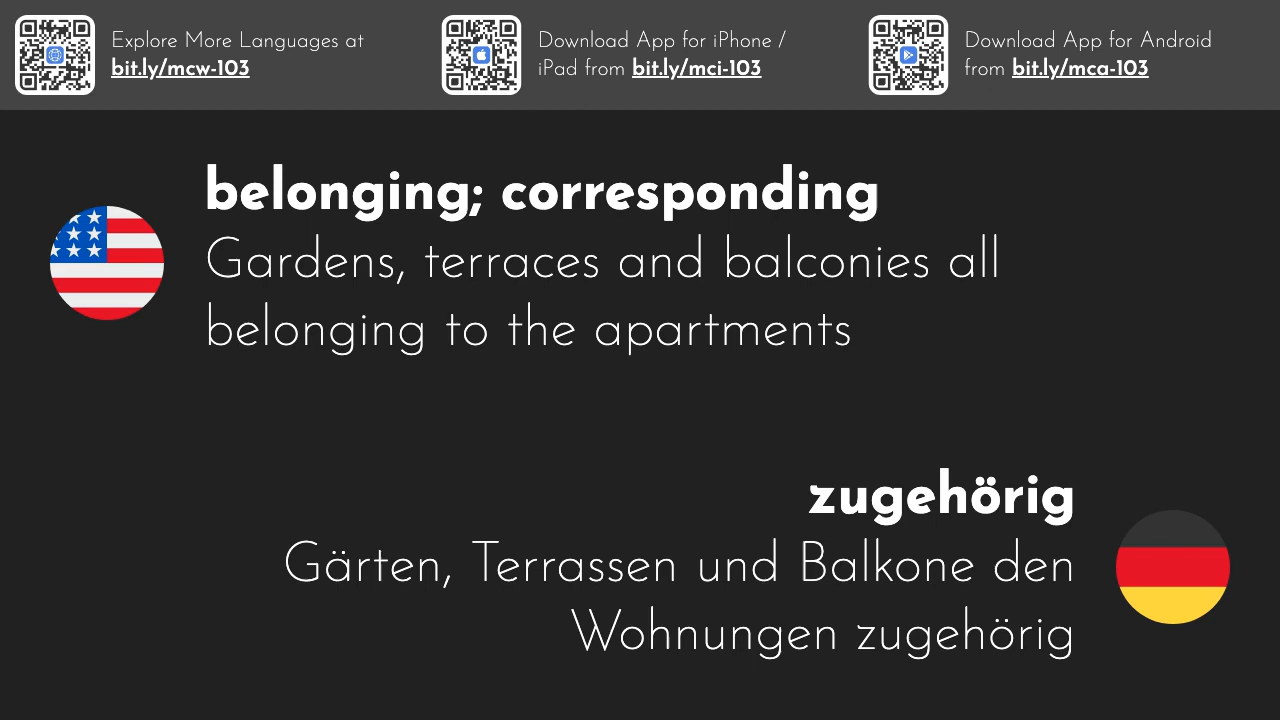 Explore More Languages at
bit.ly/mcw-103
Download App for iPhone /
iPad from bit.ly/mci-103
Download App for Android
from bit.ly/mca-103
belonging; corresponding
Gardens, terraces and balconies all
belonging to the apartments
zugehörig
Gärten, Terrassen und Balkone den
Wohnungen zugehörig